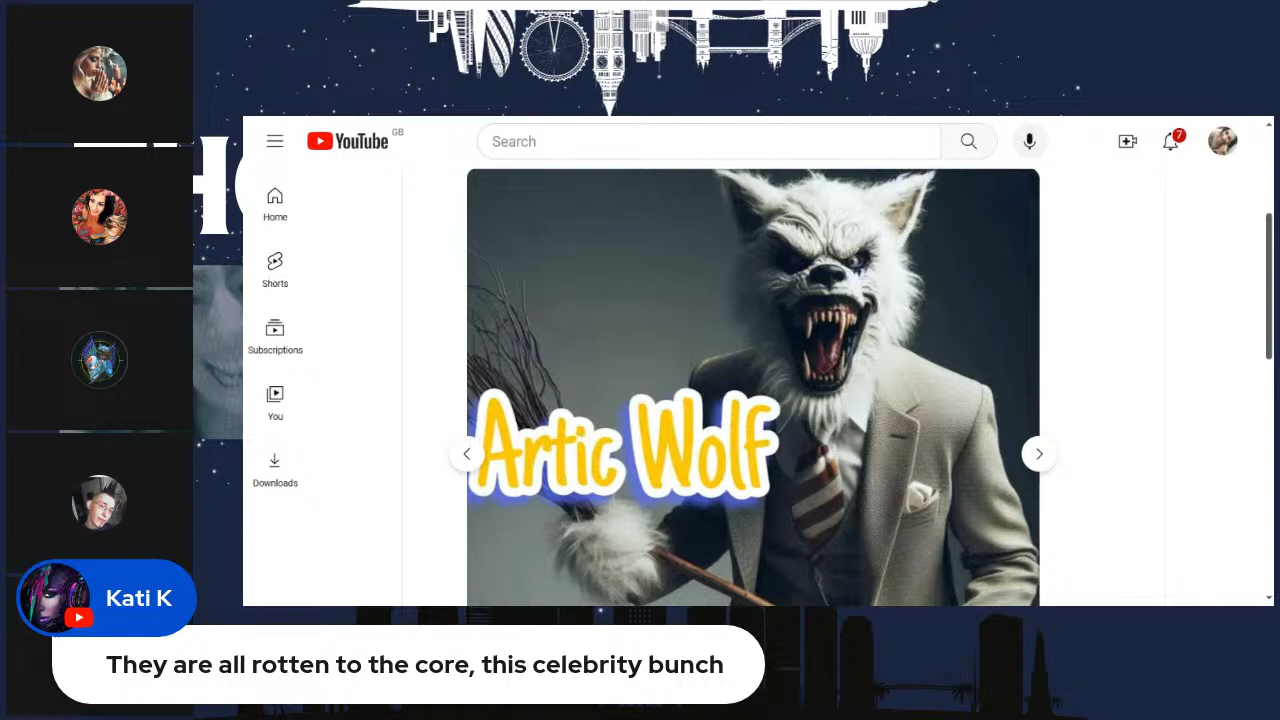 YouTube
GB
Search
7
Home
Shorts
Subscriptions
You
Downloads
Artic Wolf
Kati K
They are all rotten to the core, this celebrity bunch